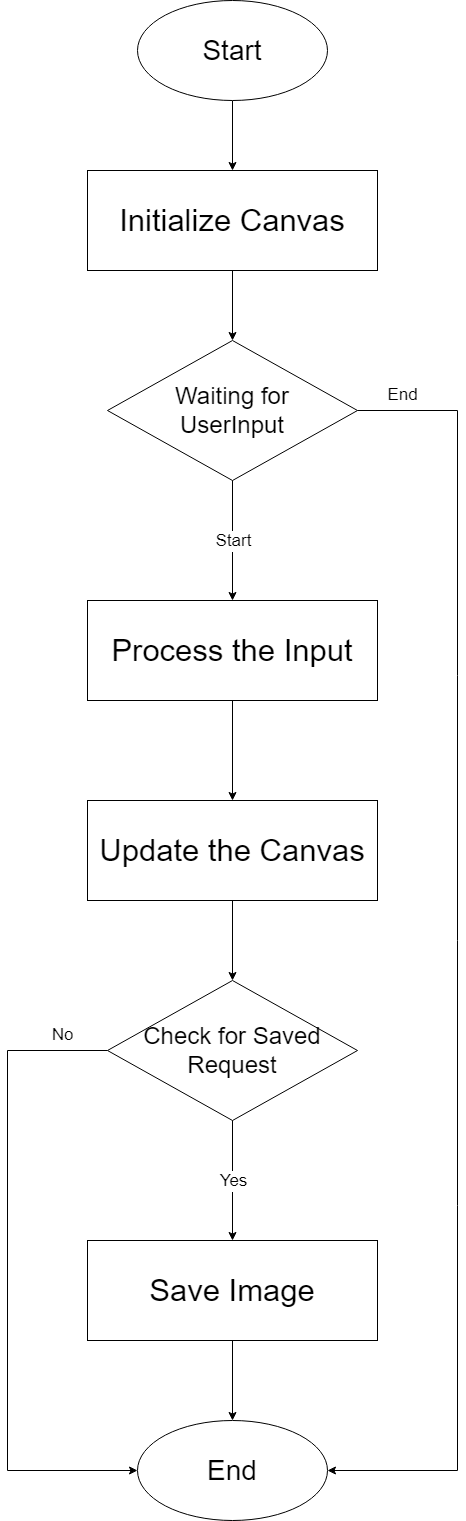 Start
Initialize Canvas
Waiting for
UserInput
End
Start
Process the Input
Update the Canvas
Check for Saved
Request
No
Yes
Save Image
End